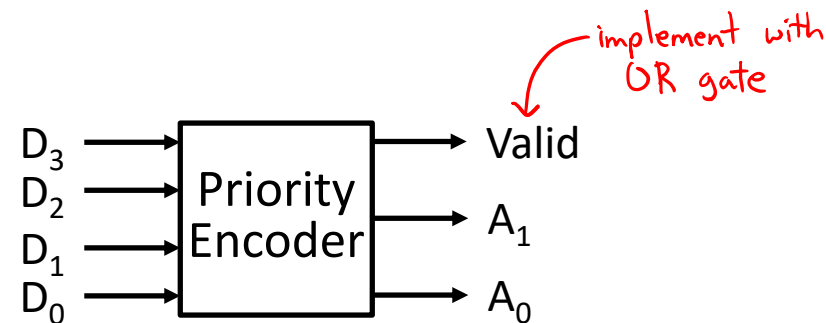 implement with
OR gate
D₃
D₂
D₁
D₀
Priority
Encoder
Valid
A₁
A₀